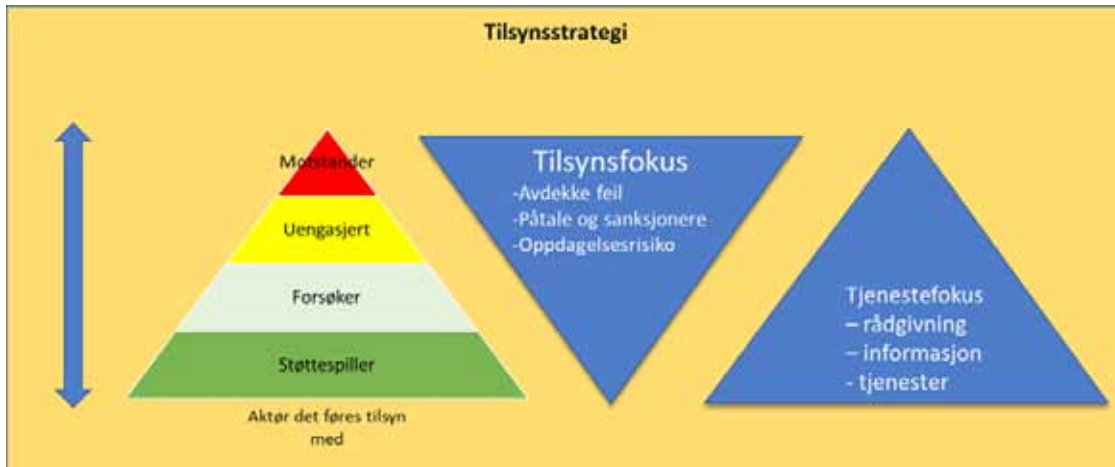 Tilsynsstrategi
Motstander
Uengasjert
Forsøker
Støttespiller
Aktør det føres tilsyn
med
Tilsynsfokus
-Avdekke feil
-Påtale og sanksjonere
-Oppdagelsesrisiko
Tjenestefokus
– rådgivning
– informasjon
- tjenester